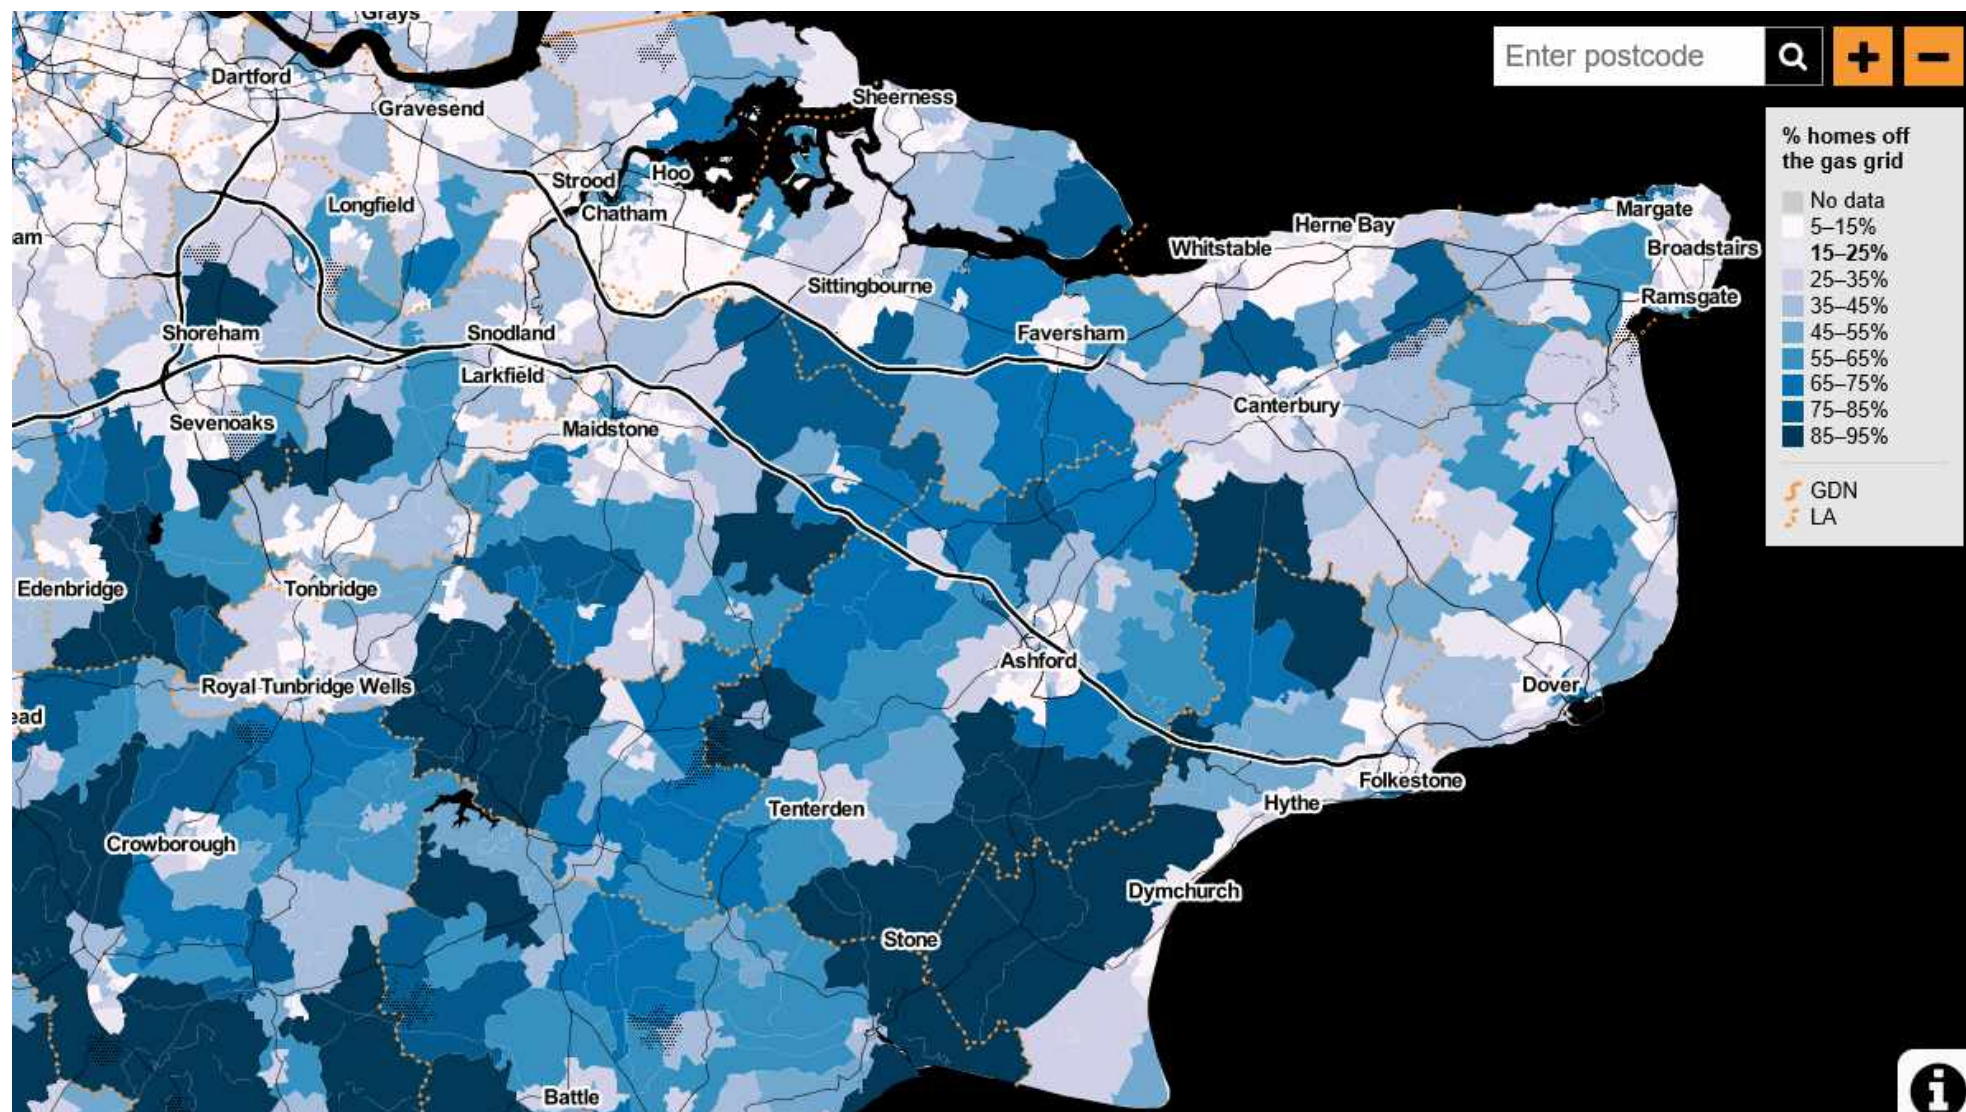 Grays
Dartford
Gravesend
Sheerness
Strood
Hoo
Longfield
Chatham
am
Margate
Herne Bay
Whitstable
Broadstairs
Sittingbourne
Ramsgate
Shoreham
Snodland
Faversham
Larkfield
Sevenoaks
Maidstone
Canterbury
Edenbridge
Tonbridge
Ashford
Royal Tunbridge Wells
Dover
ead
Folkestone
Hythe
Tenterden
Crowborough
Dymchurch
Stone
Battle
Enter postcode
% homes off
the gas grid
No data
5–15%
15–25%
25–35%
35–45%
45–55%
55–65%
65–75%
75–85%
85–95%
GDN
LA